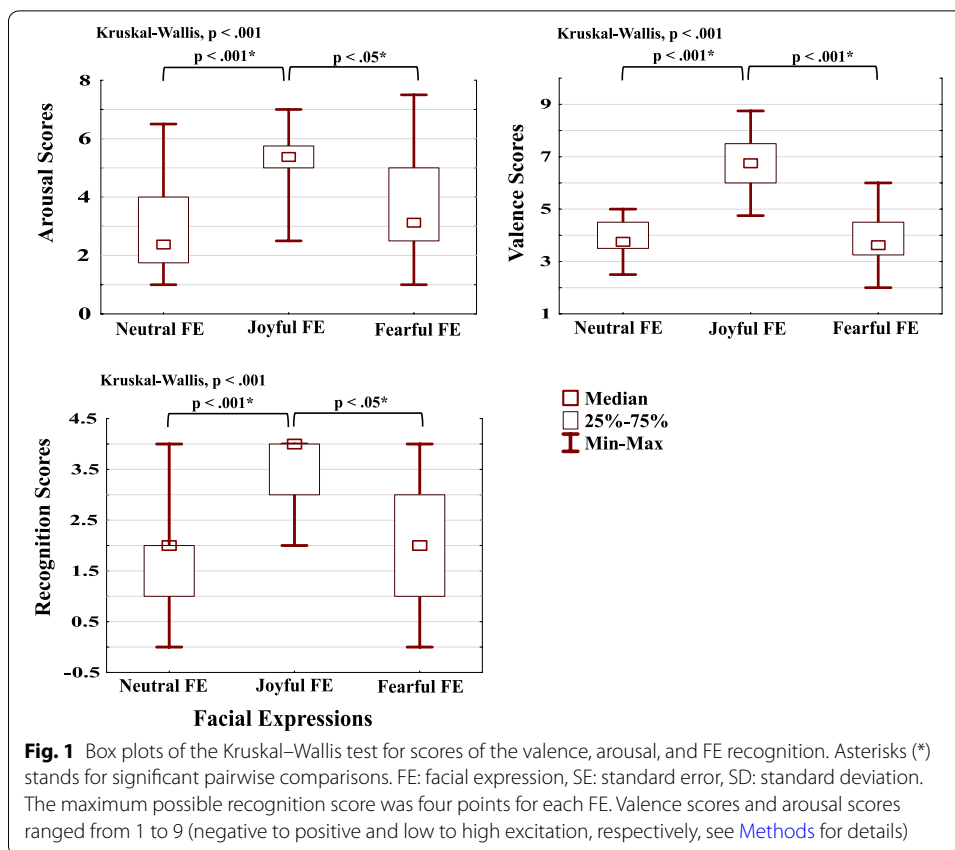 Kruskal-Wallis, p < .001
p < .001*
p < .05*
Arousal Scores
8
6
4
2
0
Neutral FE
Joyful FE
Fearful FE
Kruskal-Wallis, p < .001
p < .001*
p < .001*
Valence Scores
9
7
5
3
1
Neutral FE
Joyful FE
Fearful FE
Kruskal-Wallis, p < .001
p < .001*
p < .05*
Recognition Scores
4.5
3.5
2.5
1.5
0.5
-0.5
Neutral FE
Joyful FE
Fearful FE
Facial Expressions
Median
25%-75%
Min-Max
Fig. 1 Box plots of the Kruskal–Wallis test for scores of the valence, arousal, and FE recognition. Asterisks (*)
stands for significant pairwise comparisons. FE: facial expression, SE: standard error, SD: standard deviation.
The maximum possible recognition score was four points for each FE. Valence scores and arousal scores
ranged from 1 to 9 (negative to positive and low to high excitation, respectively, see Methods for details)